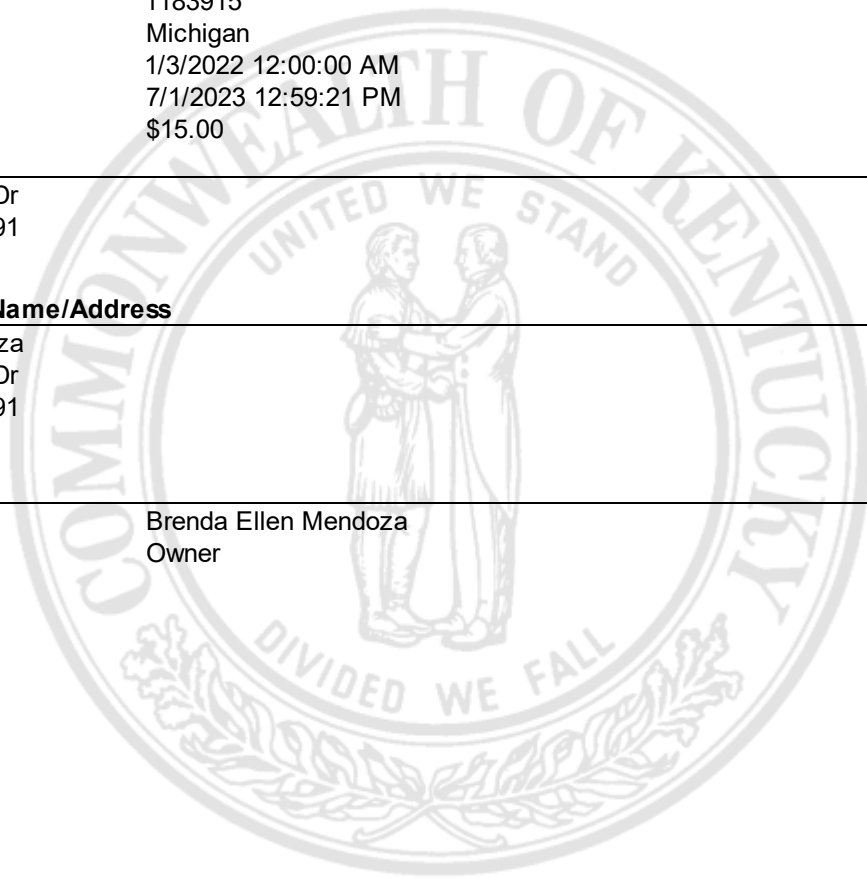 1183915
Michigan
1/3/2022 12:00:00 AM
7/1/2023 12:59:21 PM
$15.00
Dr
91
Name/Address
za
Dr
91
Brenda Ellen Mendoza
Owner
COMMONWEALTH OF KENTUCKY
UNITED WE STAND
DIVIDED WE FALL